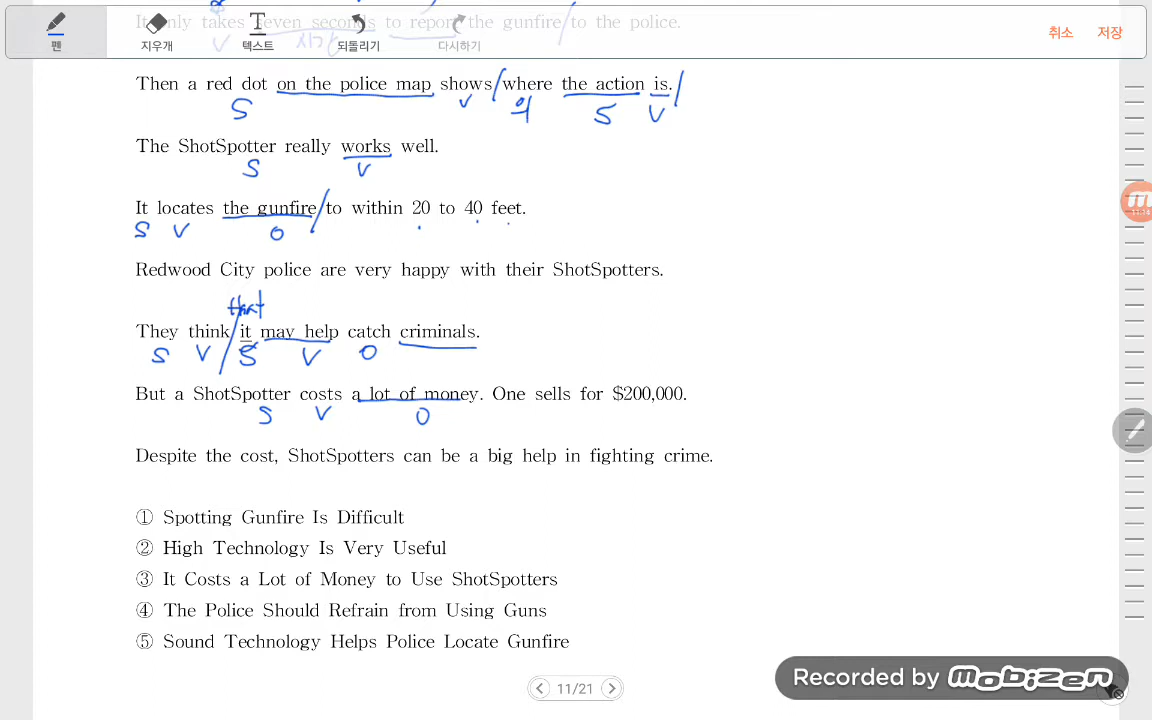 It only takes seven seconds to report the gunfire / to the police.
V 시간
펜 지우개 텍스트 되돌리기 다시하기 취소 저장
Then a red dot on the police map shows / where the action is. /
S V 의 S V
The ShotSpotter really works well.
S V
It locates the gunfire / to within 20 to 40 feet.
S V O
Redwood City police are very happy with their ShotSpotters.
that
They think / it may help catch criminals.
S V S V O
But a ShotSpotter costs a lot of money. One sells for $200,000.
S V O
Despite the cost, ShotSpotters can be a big help in fighting crime.
① Spotting Gunfire Is Difficult
② High Technology Is Very Useful
③ It Costs a Lot of Money to Use ShotSpotters
④ The Police Should Refrain from Using Guns
⑤ Sound Technology Helps Police Locate Gunfire
11/21
Recorded by mobizen